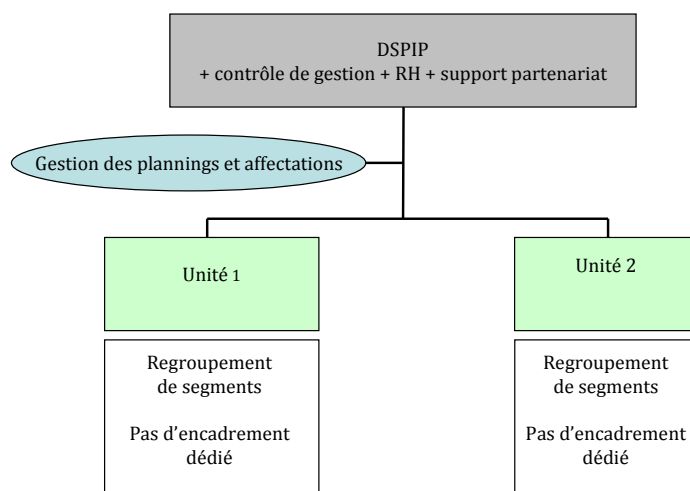 DSPIP
+ contrôle de gestion + RH + support partenariat
Gestion des plannings et affectations
Unité 1
Unité 2
Regroupement
de segments
Pas d’encadrement
dédié
Regroupement
de segments
Pas d’encadrement
dédié